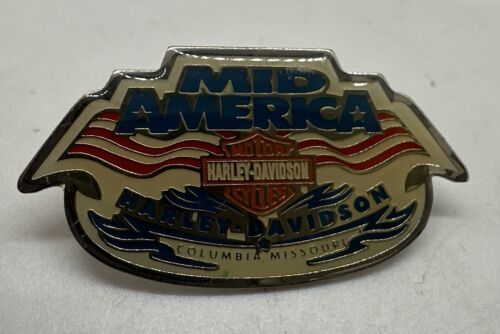 MID
AMERICA
MOTOR
HARLEY-DAVIDSON
CYCLES
HARLEY-DAVIDSON
COLUMBIA, MISSOURI